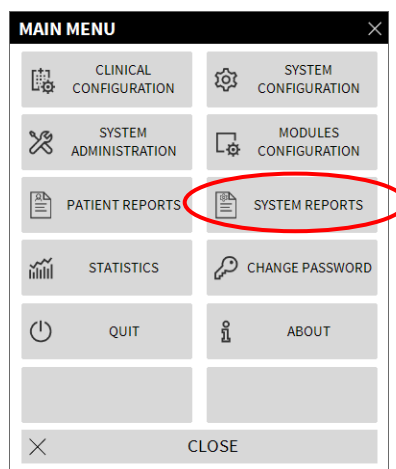 MAIN MENU
CLINICAL
CONFIGURATION
SYSTEM
CONFIGURATION
SYSTEM
ADMINISTRATION
MODULES
CONFIGURATION
PATIENT REPORTS
SYSTEM REPORTS
STATISTICS
CHANGE PASSWORD
QUIT
ABOUT
CLOSE